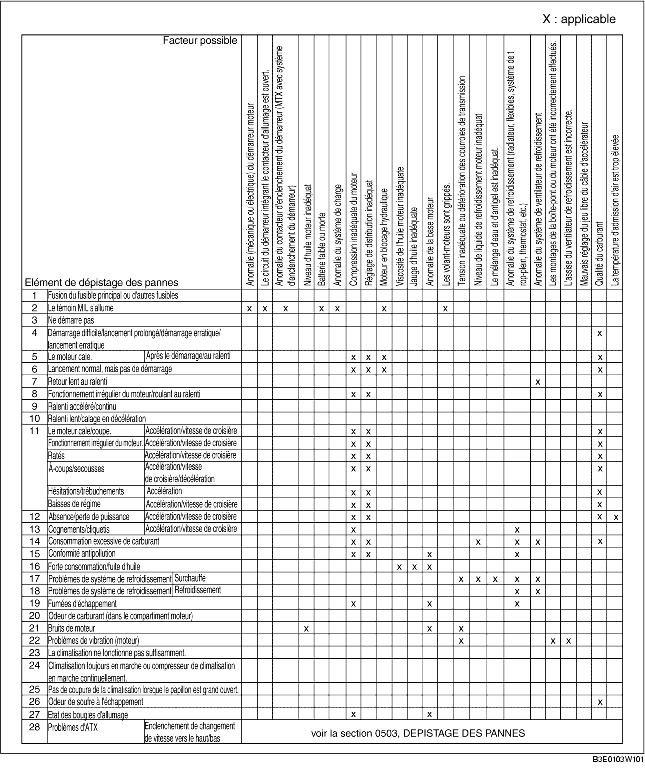 X : applicable
Facteur possible
Elément de dépistage des pannes
Anomalie (mécanique ou électrique) du démarreur moteur
Le circuit du démarreur intégrant le contacteur d'allumage est ouvert.
Anomalie du contacteur d'enclenchement du démarreur (MTX avec système
d'enclenchement du démarreur)
Niveau d'huile moteur inadéquat
Batterie faible ou morte
Anomalie du système de charge
Compression inadéquate du moteur
Réglage de distribution inadéquat
Moteur en blocage hydraulique
Viscosité de l'huile moteur inadéquate
Jauge d'huile inadéquate
Anomalie de la base moteur
Les volant-moteurs sont grippés.
Tension inadéquate ou détérioration des courroies de transmission
Niveau de liquide de refroidissement moteur inadéquat
Le mélange d'eau et d'antigel est inadéquat.
Anomalie du système de refroidissement (radiateur, flexibles, système de t
rop-plein, thermostat, etc.)
Anomalie du système de ventilateur de refroidissement
Les montages de la boîte-pont ou du moteur ont été incorrectement effectués.
L'assise du ventilateur de refroidissement est incorrecte.
Mauvais réglage du jeu libre du câble d'accélérateur
Qualité du carburant
La température d'admission d'air est trop élevée
1 Fusion du fusible principal ou d'autres fusibles
2 Le témoin MIL s'allume x x x x x x x
3 Ne démarre pas
4 Démarrage difficile/lancement prolongé/démarrage erratique/
lancement erratique x
5 Le moteur cale. Après le démarrage/au ralenti x x x x
6 Lancement normal, mais pas de démarrage x x x x
7 Retour lent au ralenti x
8 Fonctionnement irrégulier du moteur/roulant au ralenti x x x
9 Ralenti accéléré/continu
10 Ralenti lent/calage en décélération
11 Le moteur cale/coupe. Accélération/vitesse de croisière x x x
Fonctionnement irrégulier du moteur. Accélération/vitesse de croisière x x x
Ratés Accélération/vitesse de croisière x x x
A-coups/secousses Accélération/vitesse
de croisière/décélération x x x
Hésitations/trébuchements Accélération x x x
Baisses de régime Accélération/vitesse de croisière x x x
12 Absence/perte de puissance Accélération/vitesse de croisière x x x x
13 Cognements/cliquetis Accélération/vitesse de croisière x x
14 Consommation excessive de carburant x x x x x x
15 Conformité antipollution x x x x
16 Forte consommation/fuite d'huile x x x
17 Problèmes de système de refroidissement Surchauffe x x x x x
18 Problèmes de système de refroidissement Refroidissement x x
19 Fumées d'échappement x x x
20 Odeur de carburant (dans le compartiment moteur)
21 Bruits de moteur x x x
22 Problèmes de vibration (moteur) x x x
23 La climatisation ne fonctionne pas suffisamment.
24 Climatisation toujours en marche ou compresseur de climatisation
en marche continuellement.
25 Pas de coupure de la climatisation lorsque le papillon est grand ouvert.
26 Odeur de soufre à l'échappement x
27 Etat des bougies d'allumage x x
28 Problèmes d'ATX Enclenchement de changement
de vitesse vers le haut/bas
voir la section 0503, DEPISTAGE DES PANNES
B3E0103W101